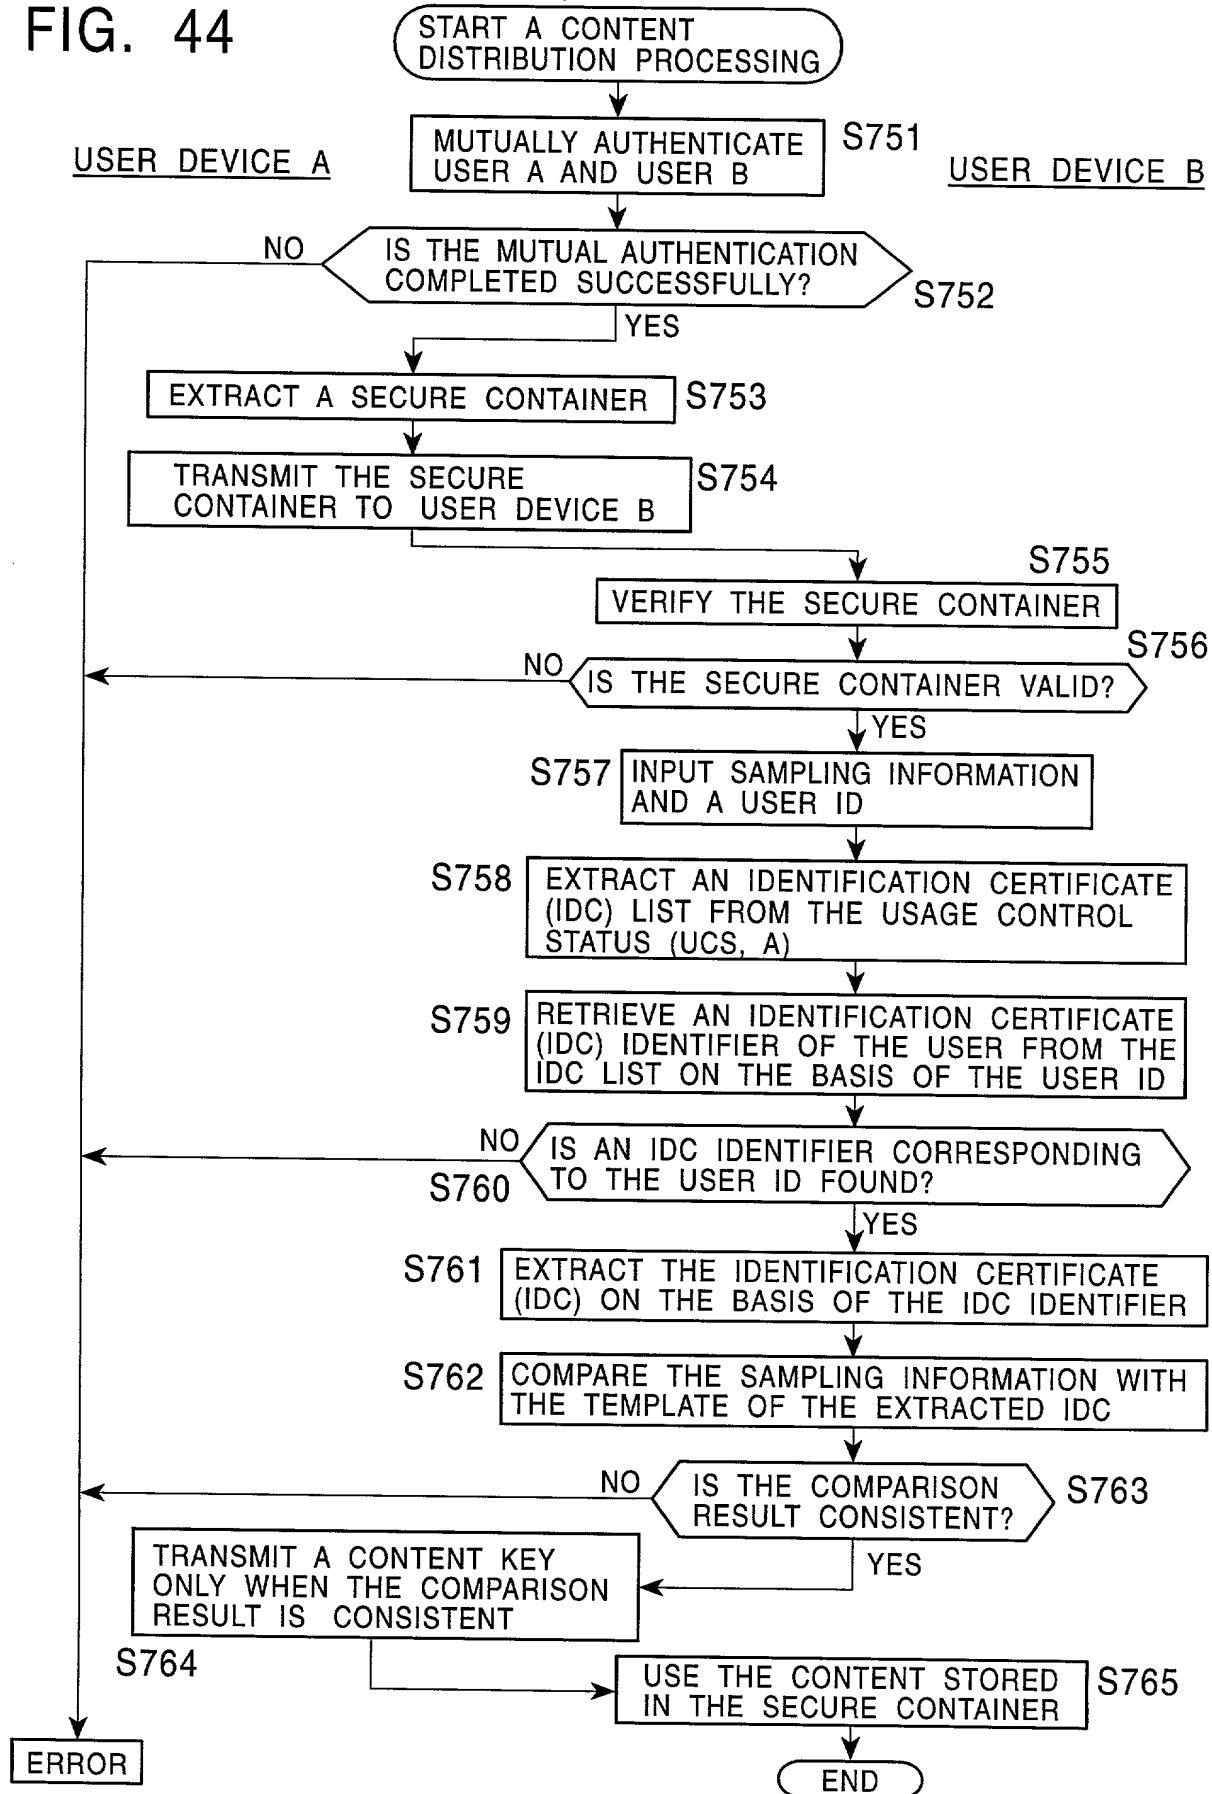 FIG. 44
START A CONTENT
DISTRIBUTION PROCESSING
USER DEVICE A
MUTUALLY AUTHENTICATE
USER A AND USER B
S751
USER DEVICE B
NO
IS THE MUTUAL AUTHENTICATION
COMPLETED SUCCESSFULLY?
S752
YES
EXTRACT A SECURE CONTAINER
S753
TRANSMIT THE SECURE
CONTAINER TO USER DEVICE B
S754
S755
VERIFY THE SECURE CONTAINER
S756
NO
IS THE SECURE CONTAINER VALID?
YES
S757
INPUT SAMPLING INFORMATION
AND A USER ID
S758
EXTRACT AN IDENTIFICATION CERTIFICATE
(IDC) LIST FROM THE USAGE CONTROL
STATUS (UCS, A)
S759
RETRIEVE AN IDENTIFICATION CERTIFICATE
(IDC) IDENTIFIER OF THE USER FROM THE
IDC LIST ON THE BASIS OF THE USER ID
NO
IS AN IDC IDENTIFIER CORRESPONDING
TO THE USER ID FOUND?
S760
YES
S761
EXTRACT THE IDENTIFICATION CERTIFICATE
(IDC) ON THE BASIS OF THE IDC IDENTIFIER
S762
COMPARE THE SAMPLING INFORMATION WITH
THE TEMPLATE OF THE EXTRACTED IDC
NO
IS THE COMPARISON
RESULT CONSISTENT?
S763
YES
TRANSMIT A CONTENT KEY
ONLY WHEN THE COMPARISON
RESULT IS CONSISTENT
S764
USE THE CONTENT STORED
IN THE SECURE CONTAINER
S765
ERROR
END